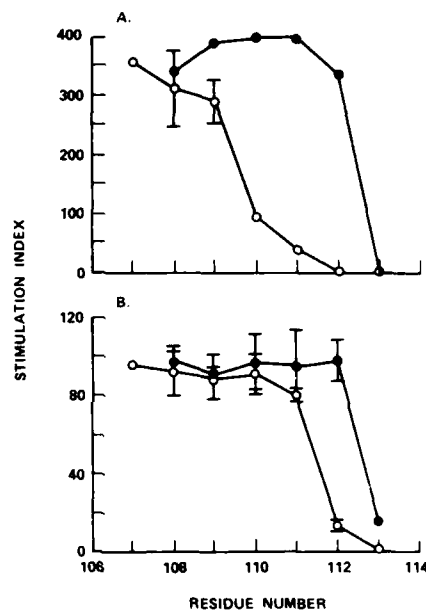 A.
400
300
200
100
0
STIMULATION INDEX
B.
120
80
40
0
106 108 110 112 114
RESIDUE NUMBER